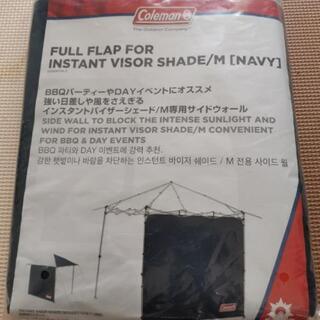 Coleman
The Outdoor Company
FULL FLAP FOR
INSTANT VISOR SHADE/M [NAVY]
BBQパーティーやDAYイベントにオススメ
強い日差しや風をさえぎる
インスタントバイザーシェード/M専用サイドウォール
SIDE WALL TO BLOCK THE INTENSE SUNLIGHT AND
WIND FOR INSTANT VISOR SHADE/M CONVENIENT
FOR BBQ & DAY EVENTS
BBQ 파티와 DAY 이벤트에 강력 추천.
강한 햇볕이나 바람을 차단하는 인스턴트 바이저 쉐이드 / M 전용 사이드 월
Coleman